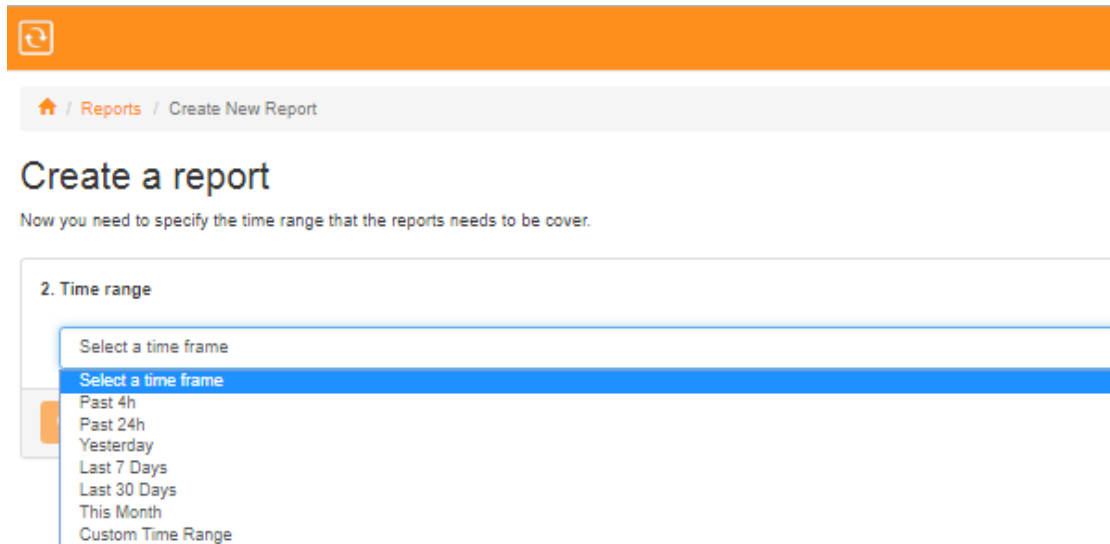 / Reports / Create New Report
Create a report
Now you need to specify the time range that the reports needs to be cover.
2. Time range
Select a time frame
Select a time frame
Past 4h
Past 24h
Yesterday
Last 7 Days
Last 30 Days
This Month
Custom Time Range